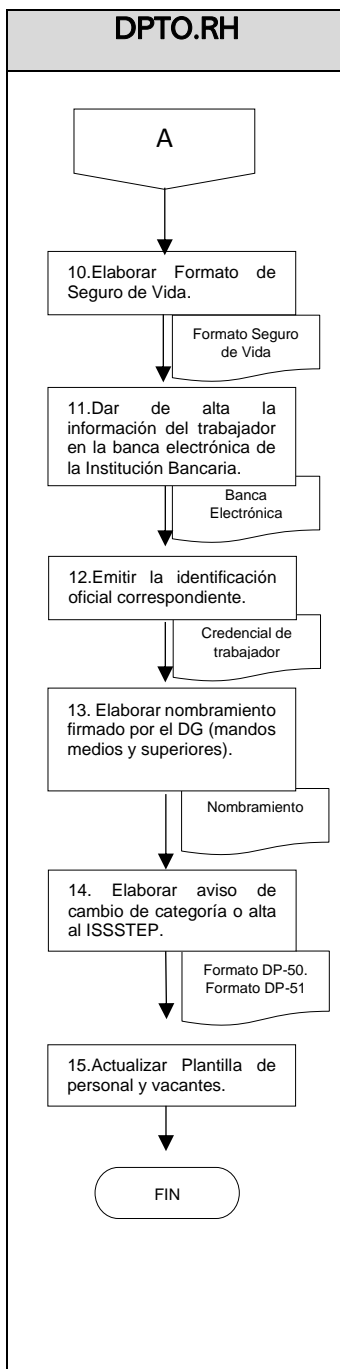 DPTO.RH
A
10.Elaborar Formato de
Seguro de Vida.
Formato Seguro
de Vida
11.Dar de alta la
información del trabajador
en la banca electrónica de
la Institución Bancaria.
Banca
Electrónica
12.Emitir la identificación
oficial correspondiente.
Credencial de
trabajador
13. Elaborar nombramiento
firmado por el DG (mandos
medios y superiores).
Nombramiento
14. Elaborar aviso de
cambio de categoría o alta
al ISSSTEP.
Formato DP-50.
Formato DP-51
15.Actualizar Plantilla de
personal y vacantes.
FIN